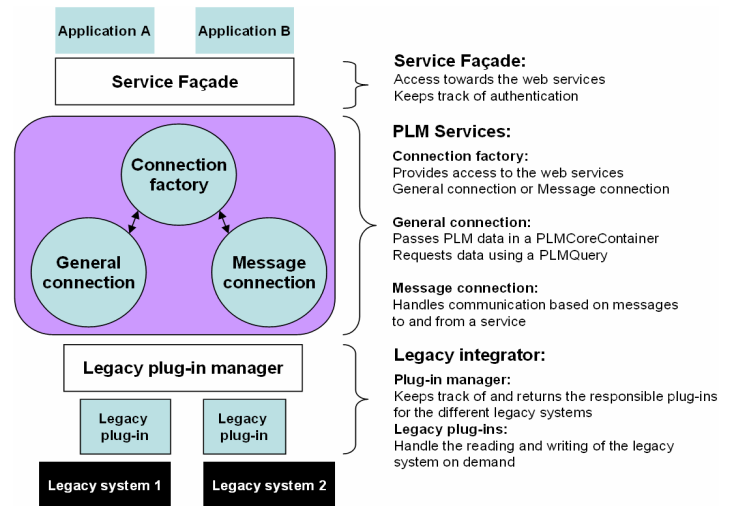 Application A
Application B
Service Façade
Connection
factory
General
connection
Message
connection
Legacy plug-in manager
Legacy
plug-in
Legacy
plug-in
Legacy system 1
Legacy system 2
Service Façade:
Access towards the web services
Keeps track of authentication
PLM Services:
Connection factory:
Provides access to the web services
General connection or Message connection
General connection:
Passes PLM data in a PLMCoreContainer
Requests data using a PLMQuery
Message connection:
Handles communication based on messages
to and from a service
Legacy integrator:
Plug-in manager:
Keeps track of and returns the responsible plug-ins
for the different legacy systems
Legacy plug-ins:
Handle the reading and writing of the legacy
system on demand